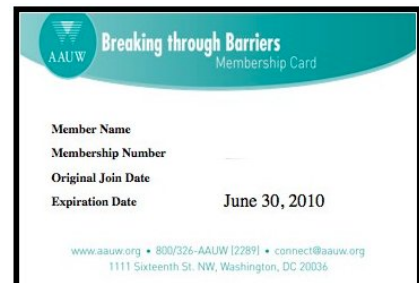 AAUW
Breaking through Barriers
Membership Card
Member Name
Membership Number
Original Join Date
Expiration Date June 30, 2010
www.aauw.org • 800/326-AAUW (2289) • connect@aauw.org
1111 Sixteenth St. NW, Washington, DC 20036